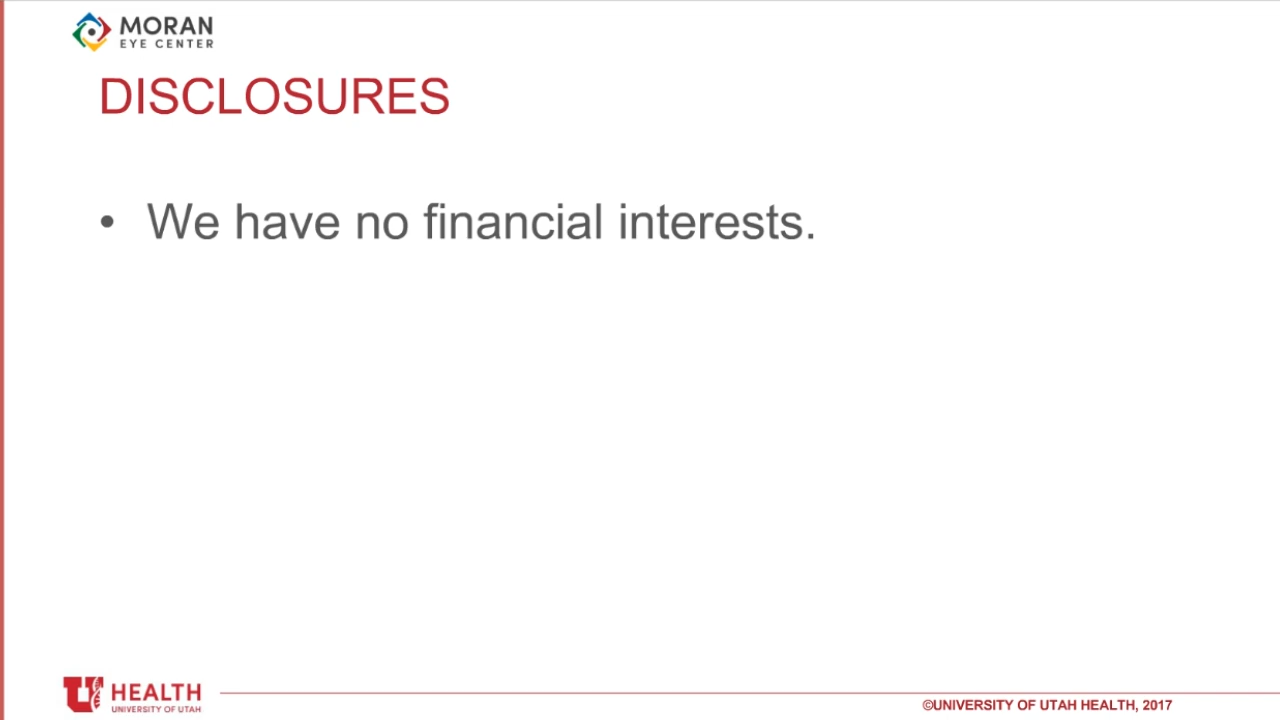 MORAN
EYE CENTER
DISCLOSURES
• We have no financial interests.
U HEALTH
UNIVERSITY OF UTAH
©UNIVERSITY OF UTAH HEALTH, 2017